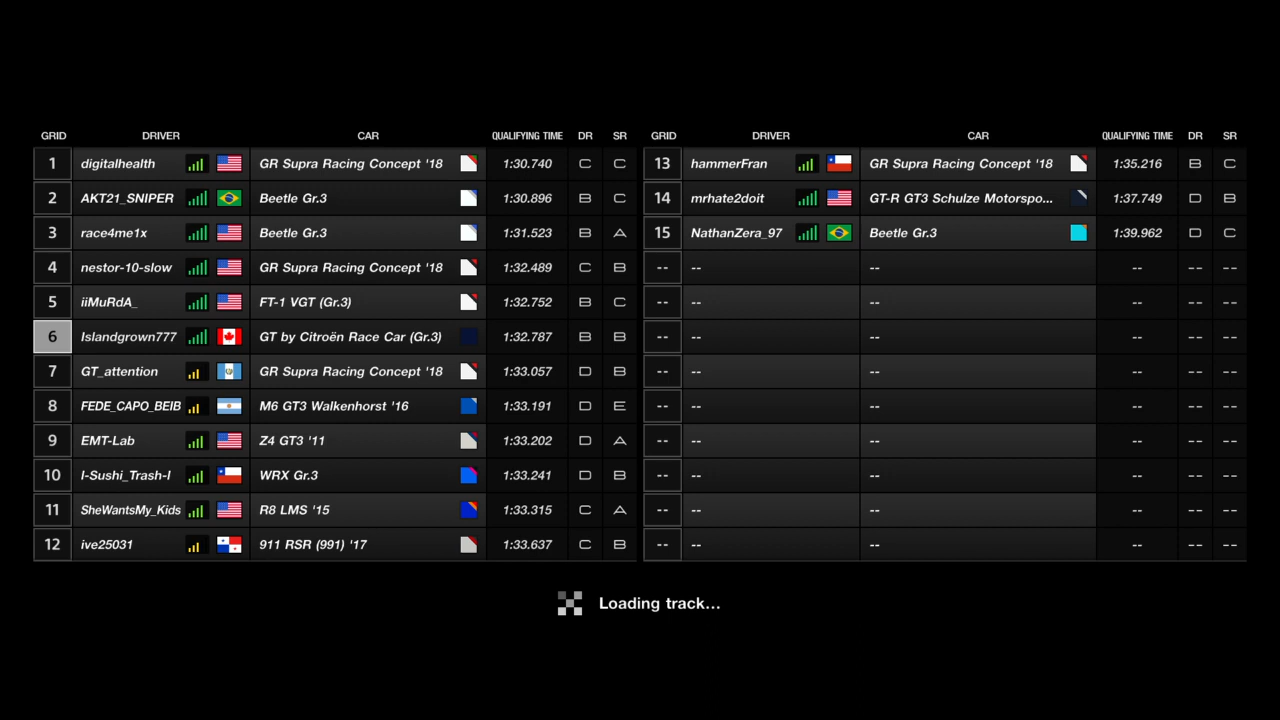 GRID DRIVER CAR QUALIFYING TIME DR SR
1 digitalhealth GR Supra Racing Concept '18 1:30.740 C C
2 AKT21_SNIPER Beetle Gr.3 1:30.896 B C
3 race4me1x Beetle Gr.3 1:31.523 B A
4 nestor-10-slow GR Supra Racing Concept '18 1:32.489 C B
5 iiMuRdA_ FT-1 VGT (Gr.3) 1:32.752 B C
6 Islandgrown777 GT by Citroën Race Car (Gr.3) 1:32.787 B B
7 GT_attention GR Supra Racing Concept '18 1:33.057 D B
8 FEDE_CAPO_BEIB M6 GT3 Walkenhorst '16 1:33.191 D E
9 EMT-Lab Z4 GT3 '11 1:33.202 D A
10 I-Sushi_Trash-I WRX Gr.3 1:33.241 D B
11 SheWantsMy_Kids R8 LMS '15 1:33.315 C A
12 ive25031 911 RSR (991) '17 1:33.637 C B
GRID DRIVER CAR QUALIFYING TIME DR SR
13 hammerFran GR Supra Racing Concept '18 1:35.216 B C
14 mrhate2doit GT-R GT3 Schulze Motorspo... 1:37.749 D B
15 NathanZera_97 Beetle Gr.3 1:39.962 D C
-- -- -- -- -- --
-- -- -- -- -- --
-- -- -- -- -- --
-- -- -- -- -- --
-- -- -- -- -- --
-- -- -- -- -- --
-- -- -- -- -- --
-- -- -- -- -- --
-- -- -- -- -- --
Loading track...